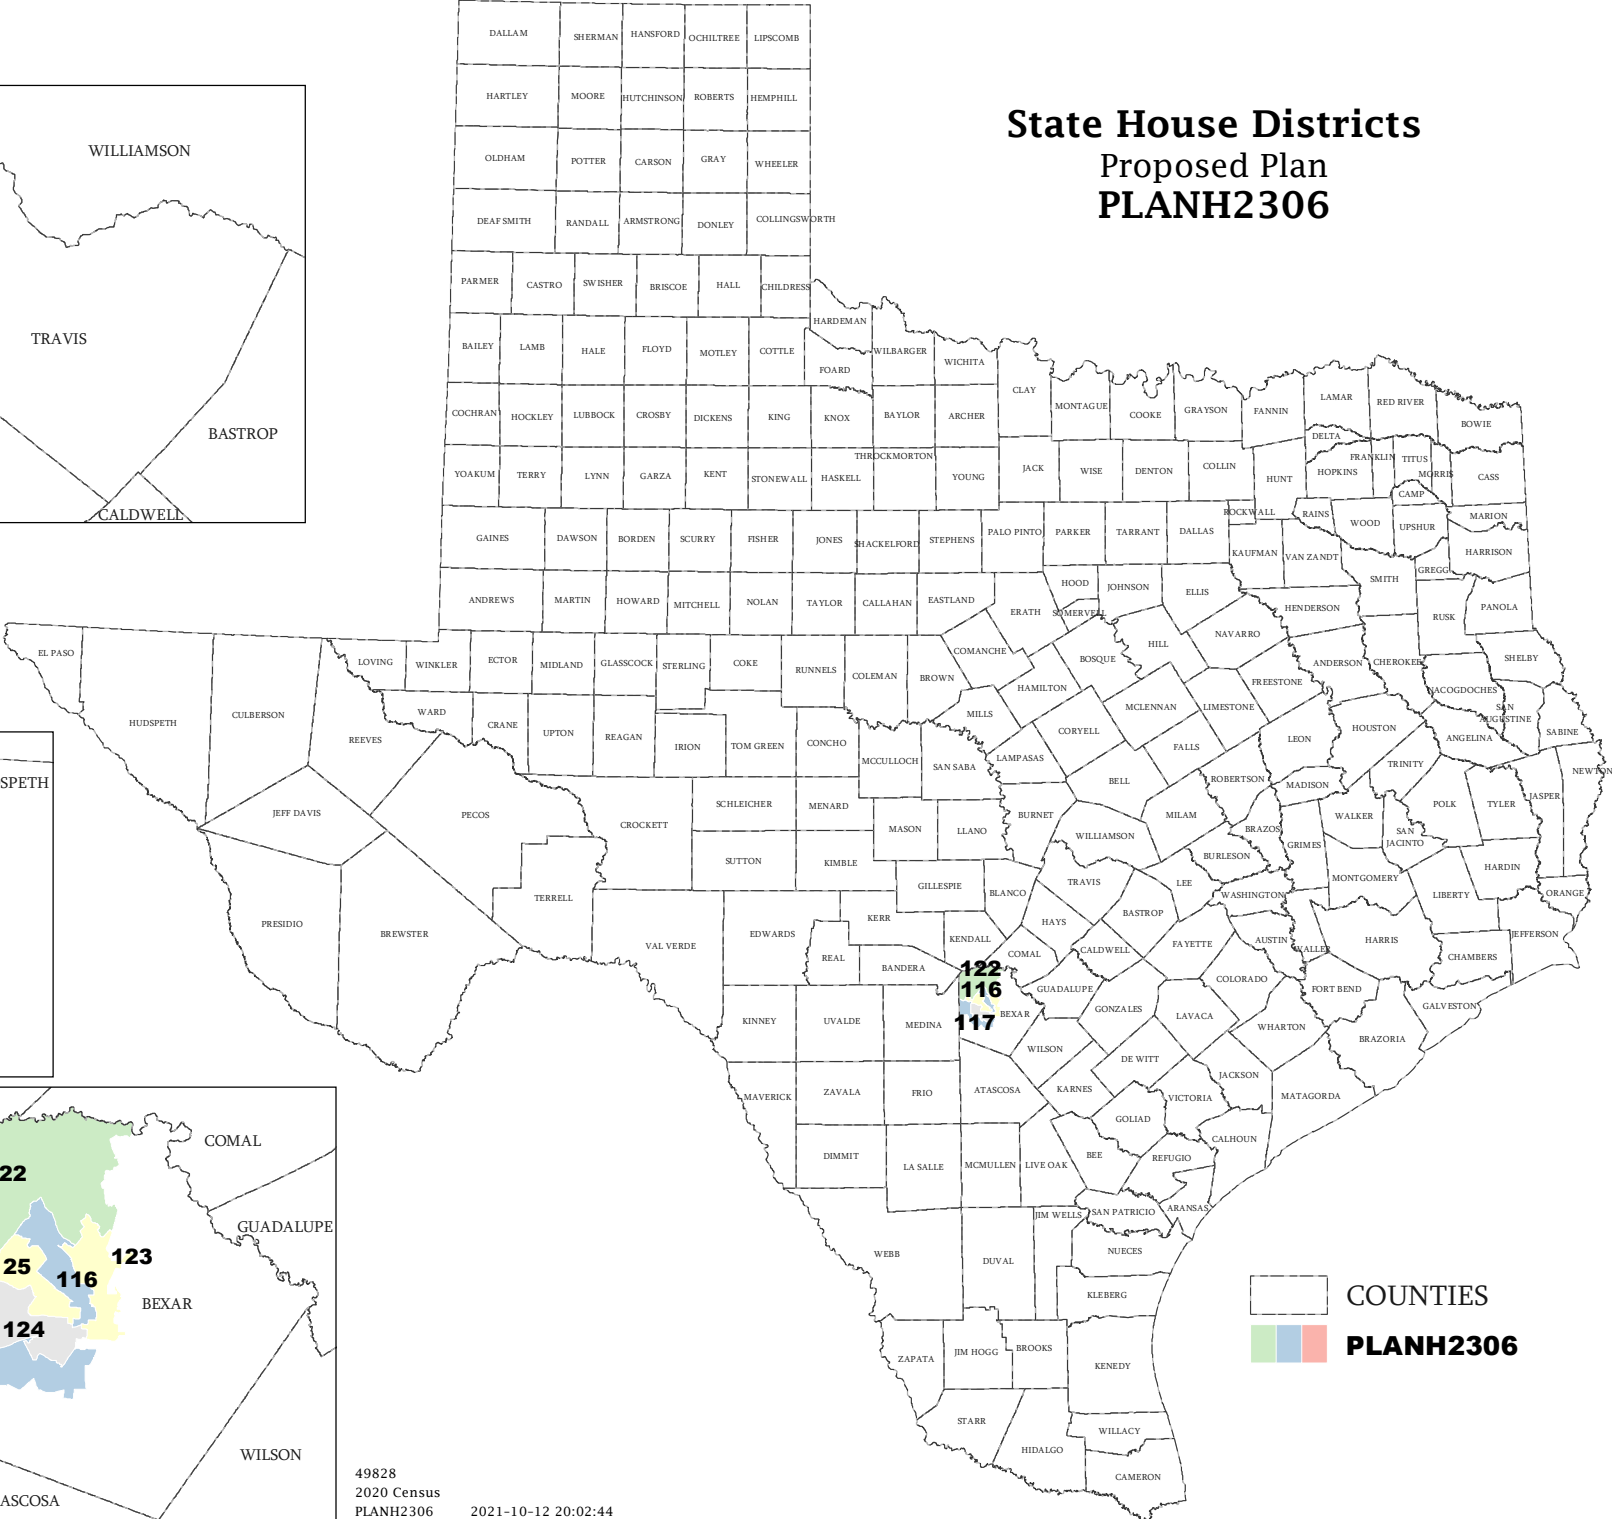 State House Districts
Proposed Plan
PLANH2306
WILLIAMSON
TRAVIS
BASTROP
CALDWELL
SPETH
COMAL
22
GUADALUPE
123
25
116
BEXAR
124
WILSON
ASCOSA
DALLAM
SHERMAN
HANSFORD
OCHILTREE
LIPSCOMB
HARTLEY
MOORE
HUTCHINSON
ROBERTS
HEMPHILL
OLDHAM
POTTER
CARSON
GRAY
WHEELER
DEAF SMITH
RANDALL
ARMSTRONG
DONLEY
COLLINGSWORTH
PARMER
CASTRO
SWISHER
BRISCOE
HALL
CHILDRESS
HARDEMAN
BAILEY
LAMB
HALE
FLOYD
MOTLEY
COTTLE
FOARD
WILBARGER
WICHITA
CLAY
MONTAGUE
COOKE
GRAYSON
FANNIN
LAMAR
RED RIVER
BOWIE
COCHRAN
HOCKLEY
LUBBOCK
CROSBY
DICKENS
KING
KNOX
BAYLOR
ARCHER
DELTA
YOAKUM
TERRY
LYNN
GARZA
KENT
STONEWALL
HASKELL
THROCKMORTON
YOUNG
JACK
WISE
DENTON
COLLIN
HUNT
HOPKINS
FRANKLIN
TITUS
MORRIS
CASS
CAMP
GAINES
DAWSON
BORDEN
SCURRY
FISHER
JONES
SHACKELFORD
STEPHENS
PALO PINTO
PARKER
TARRANT
DALLAS
ROCKWALL
RAINS
WOOD
UPSHUR
MARION
KAUFMAN
VAN ZANDT
HARRISON
GREGG
SMITH
ANDREWS
MARTIN
HOWARD
MITCHELL
NOLAN
TAYLOR
CALLAHAN
EASTLAND
ERATH
HOOD
SOMERVELL
JOHNSON
ELLIS
HENDERSON
RUSK
PANOLA
NAVARRO
EL PASO
LOVING
WINKLER
ECTOR
MIDLAND
GLASSCOCK
STERLING
COKE
RUNNELS
COLEMAN
BROWN
COMANCHE
BOSQUE
HILL
ANDERSON
CHEROKEE
SHELBY
HAMILTON
FREESTONE
NACOGDOCHES
HUDSPETH
CULBERSON
REEVES
WARD
CRANE
UPTON
REAGAN
IRION
TOM GREEN
CONCHO
MILLS
MCLENNAN
LIMESTONE
SAN
AUGUSTINE
CORYELL
LEON
HOUSTON
ANGELINA
SABINE
MCCULLOCH
SAN SABA
LAMPASAS
FALLS
TRINITY
NEWTON
BELL
ROBERTSON
MADISON
JEFF DAVIS
PECOS
CROCKETT
SCHLEICHER
MENARD
MASON
LLANO
BURNET
WILLIAMSON
MILAM
BRAZOS
GRIMES
WALKER
SAN
JACINTO
POLK
TYLER
JASPER
SUTTON
KIMBLE
BURLESON
HARDIN
TERRELL
GILLESPIE
BLANCO
TRAVIS
LEE
WASHINGTON
MONTGOMERY
LIBERTY
ORANGE
PRESIDIO
BREWSTER
VAL VERDE
EDWARDS
KERR
KENDALL
HAYS
BASTROP
FAYETTE
AUSTIN
WALLER
HARRIS
JEFFERSON
REAL
BANDERA
COMAL
CALDWELL
CHAMBERS
122
116
117
GUADALUPE
COLORADO
FORT BEND
GALVESTON
KINNEY
UVALDE
MEDINA
BEXAR
GONZALES
LAVACA
WHARTON
BRAZORIA
WILSON
DE WITT
MAVERICK
ZAVALA
FRIO
ATASCOSA
KARNES
JACKSON
VICTORIA
MATAGORDA
GOLIAD
CALHOUN
DIMMIT
LA SALLE
MCMULLEN
LIVE OAK
BEE
REFUGIO
JIM WELLS
SAN PATRICIO
ARANSAS
WEBB
DUVAL
NUECES
KLEBERG
ZAPATA
JIM HOGG
BROOKS
KENEDY
STARR
HIDALGO
WILLACY
CAMERON
COUNTIES
PLANH2306
49828
2020 Census
PLANH2306 2021-10-12 20:02:44